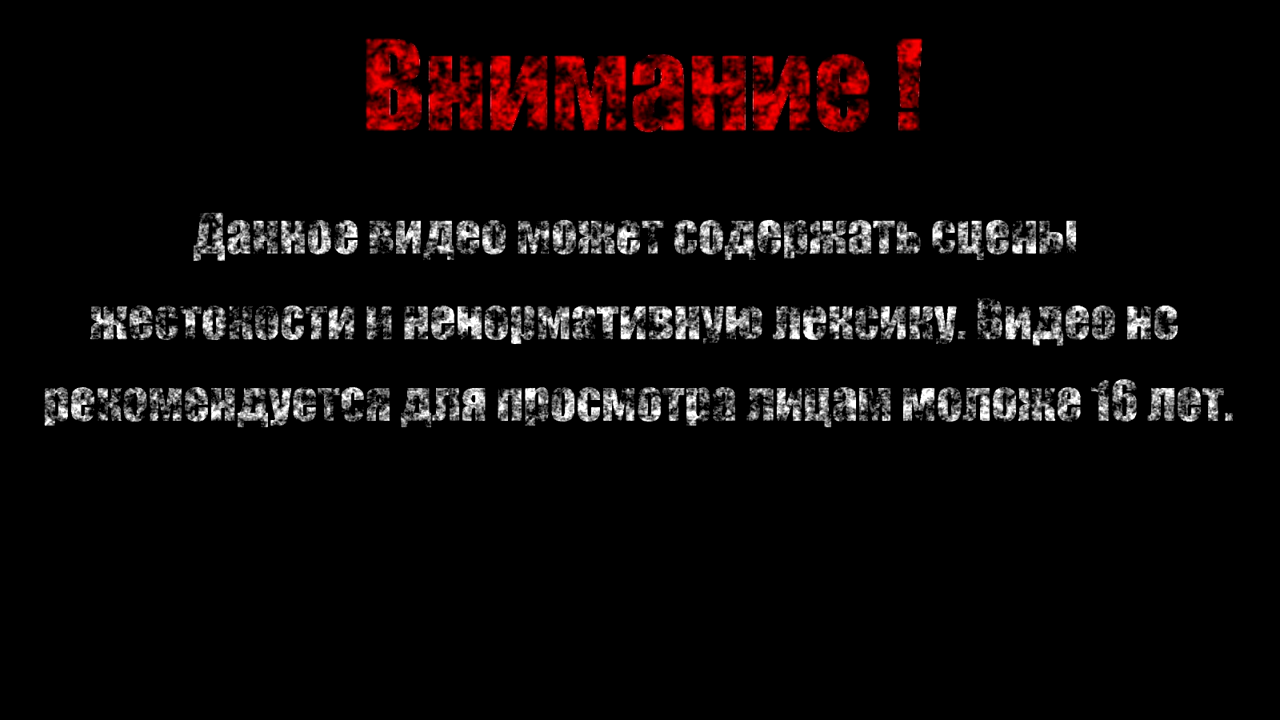 Внимание !
Данное видео может содержать сцены
жестокости и ненормативную лексику. Видео не
рекомендуется для просмотра лицам моложе 16 лет.